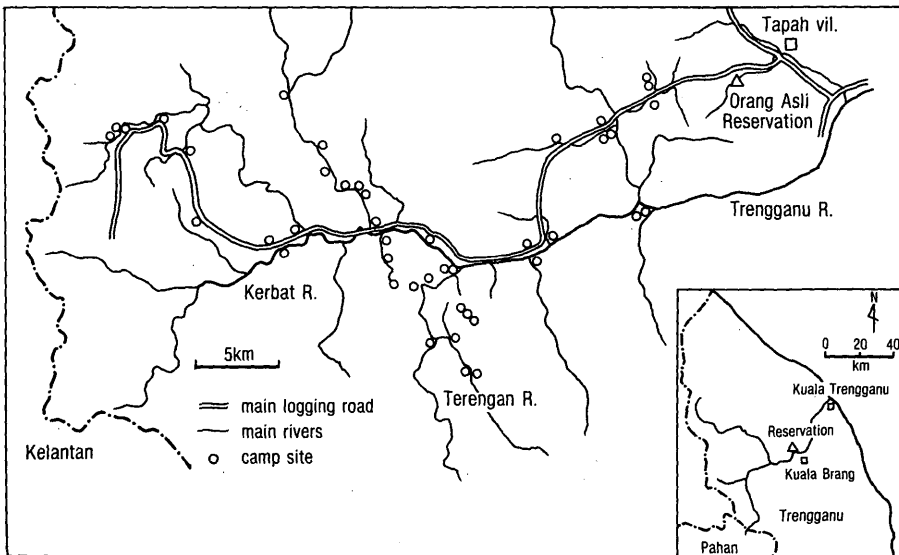 Tapah vil.
Orang Asli
Reservation
Trengganu R.
Kerbat R.
5km
Terengan R.
main logging road
main rivers
camp site
Kelantan
N
0 20 40
km
Kuala Trengganu
Reservation
Kuala Brang
Trengganu
Pahan